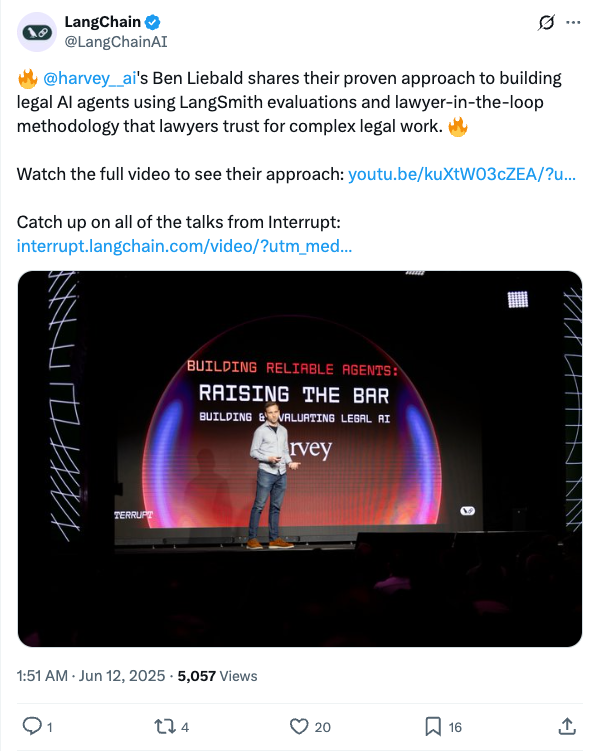 LangChain
@LangChainAI
🔥 @harvey__ai's Ben Liebald shares their proven approach to building
legal AI agents using LangSmith evaluations and lawyer-in-the-loop
methodology that lawyers trust for complex legal work. 🔥
Watch the full video to see their approach: youtu.be/kuXtW03cZEA/?u...
Catch up on all of the talks from Interrupt:
interrupt.langchain.com/video/?utm_med...
BUILDING RELIABLE AGENTS:
RAISING THE BAR
BUILDING & VALUATING LEGAL AI
rvey
TERRUPT
1:51 AM · Jun 12, 2025 · 5,057 Views
1 4 20 16